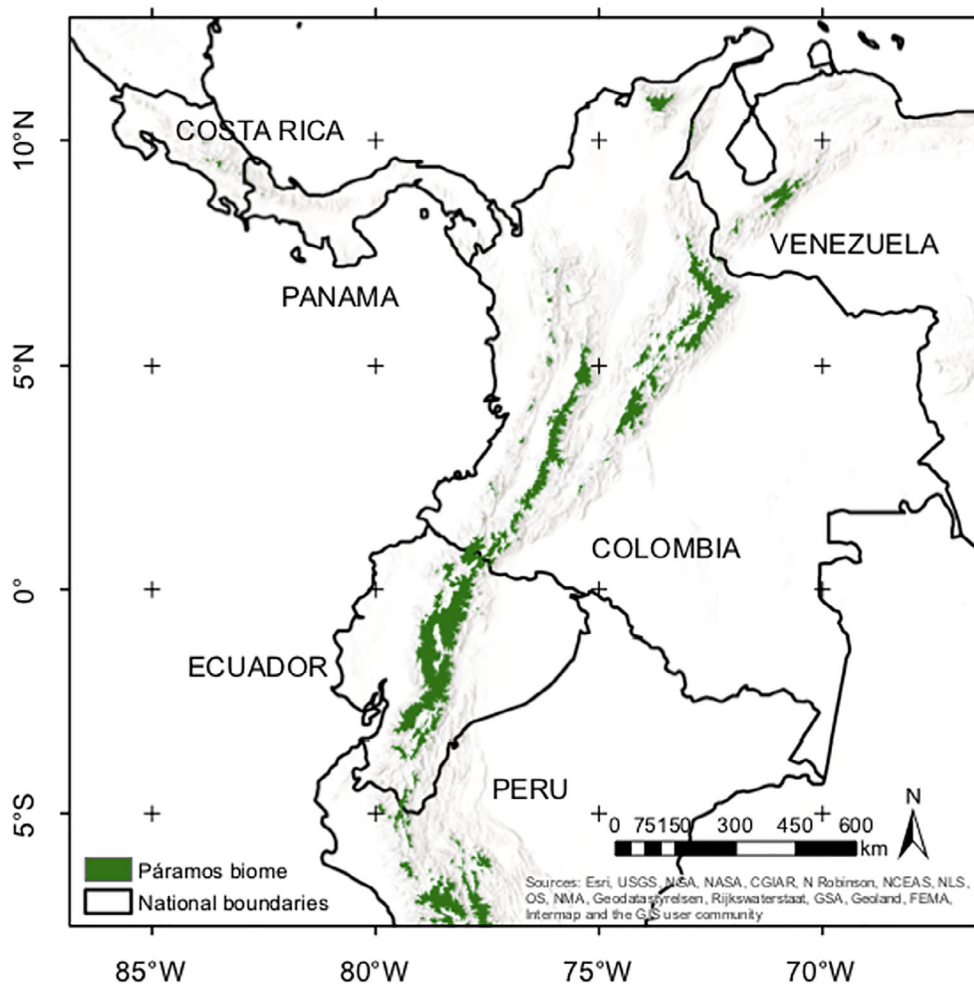 10°N
5°N
0°
5°S
COSTA RICA
PANAMA
VENEZUELA
COLOMBIA
ECUADOR
PERU
N
0 75 150 300 450 600
km
Páramos biome
National boundaries
Sources: Esri, USGS, NGA, NASA, CGIAR, N Robinson, NCEAS, NLS,
OS, NMA, Geodatastyrelsen, Rijkswaterstaat, GSA, Geoland, FEMA,
Intermap and the GIS user community
85°W 80°W 75°W 70°W